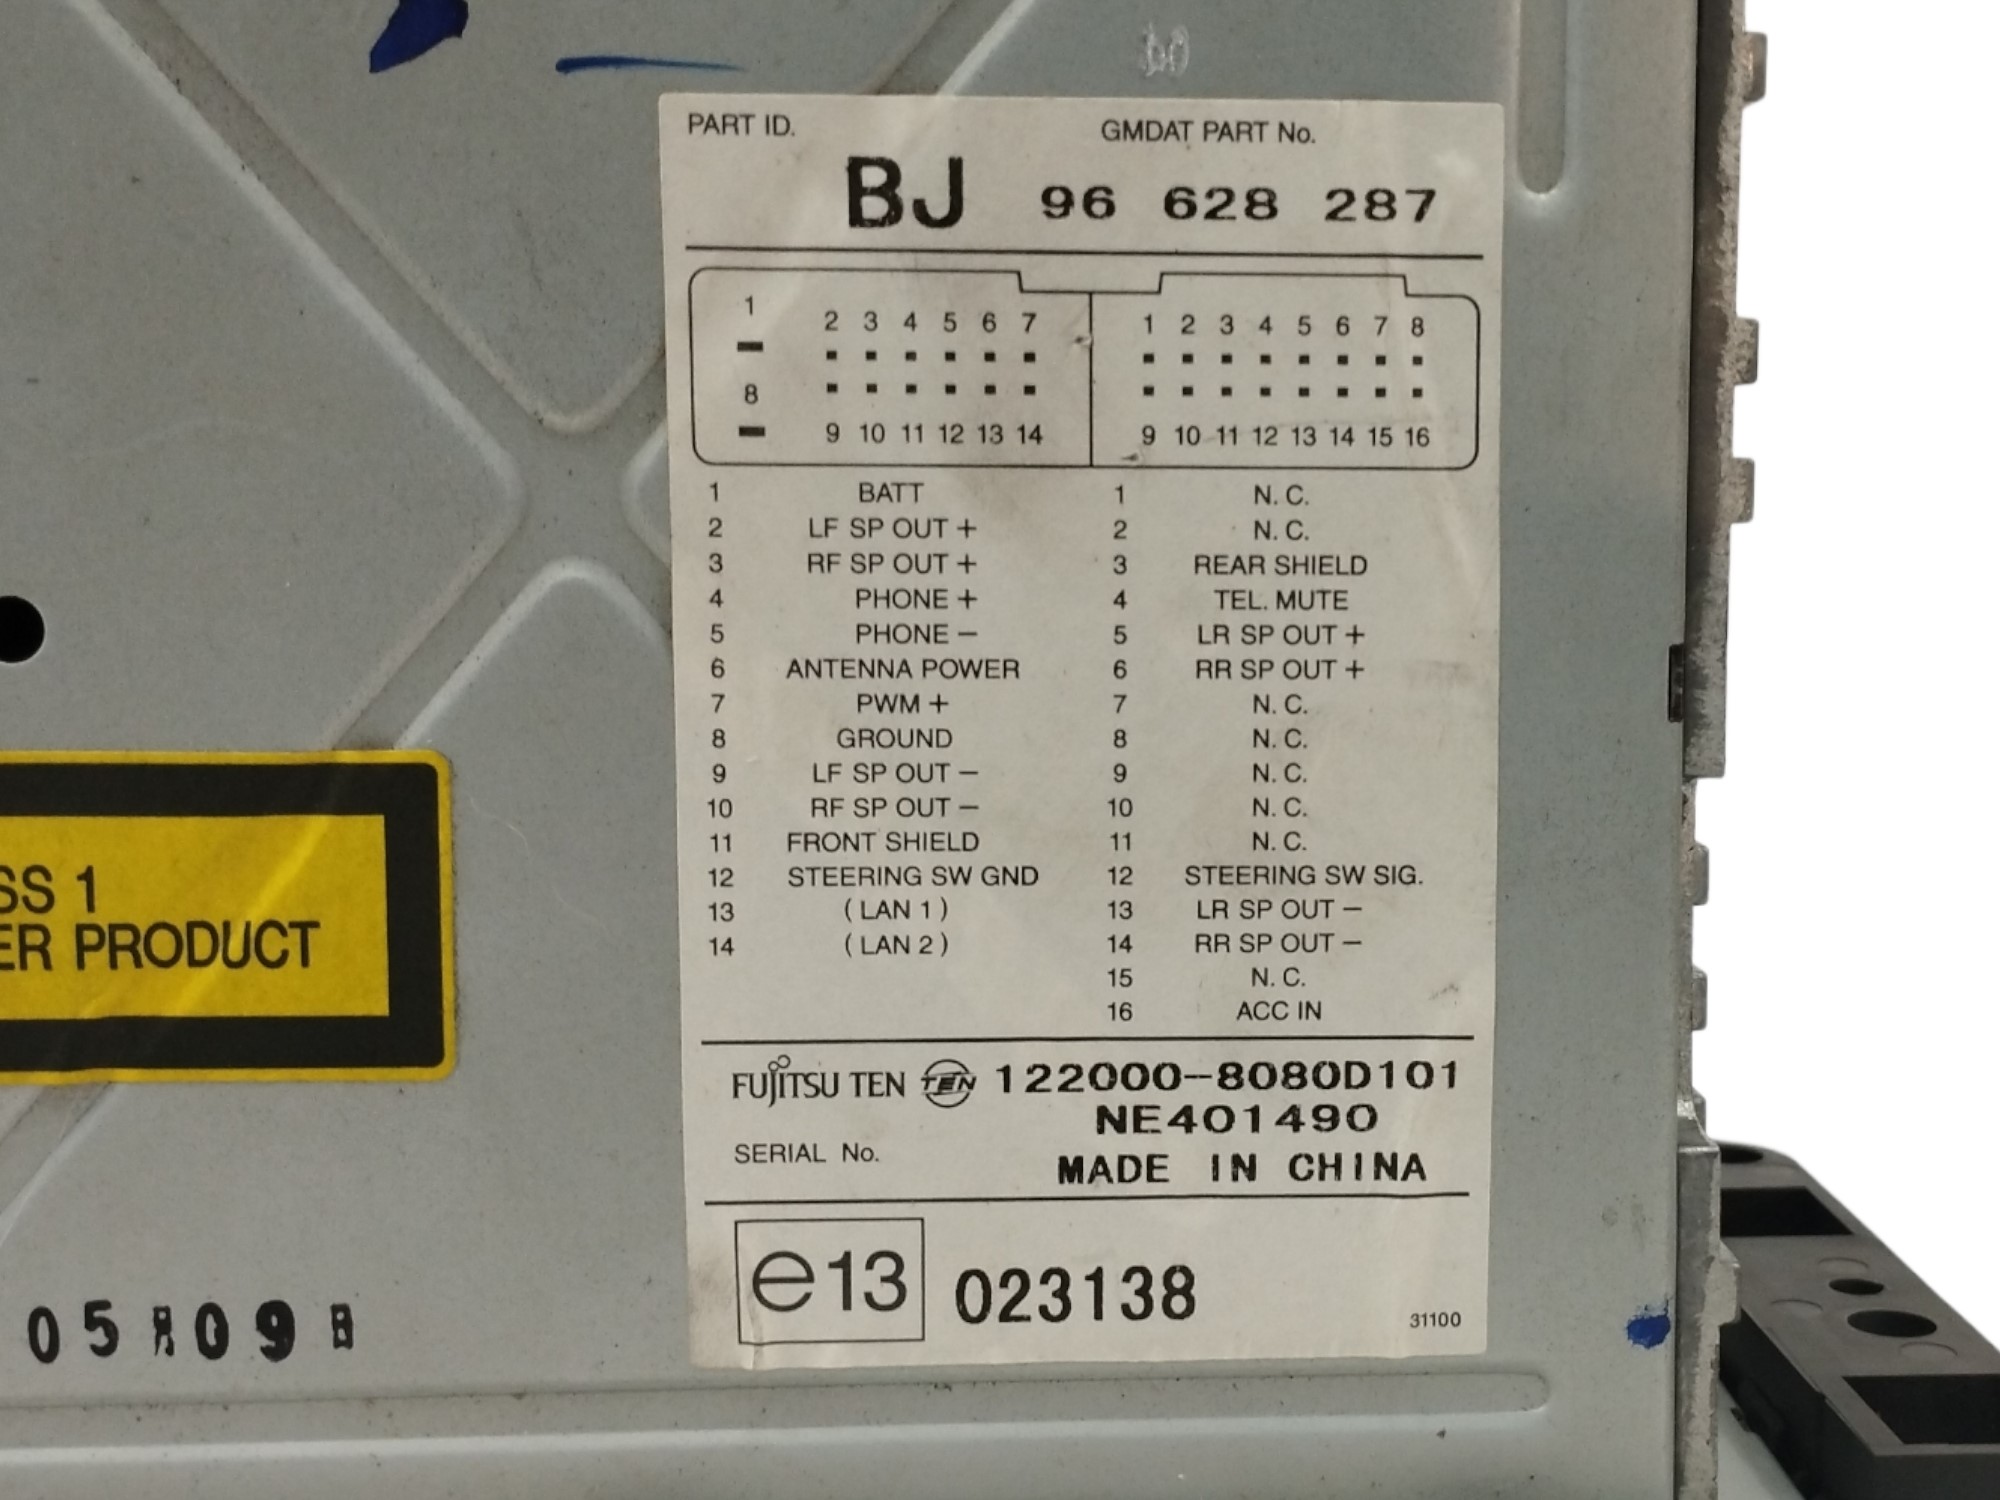 PART ID. GMDAT PART No.
BJ 96 628 287
1 2 3 4 5 6 7 1 2 3 4 5 6 7 8
8 9 10 11 12 13 14 9 10 11 12 13 14 15 16
1 BATT 1 N. C.
2 LF SP OUT + 2 N. C.
3 RF SP OUT + 3 REAR SHIELD
4 PHONE + 4 TEL. MUTE
5 PHONE − 5 LR SP OUT +
6 ANTENNA POWER 6 RR SP OUT +
7 PWM + 7 N. C.
8 GROUND 8 N. C.
9 LF SP OUT − 9 N. C.
10 RF SP OUT − 10 N. C.
11 FRONT SHIELD 11 N. C.
12 STEERING SW GND 12 STEERING SW SIG.
13 ( LAN 1 ) 13 LR SP OUT −
14 ( LAN 2 ) 14 RR SP OUT −
15 N. C.
16 ACC IN
FUJITSU TEN TEN 122000-8080D101
NE401490
SERIAL No. MADE IN CHINA
e13 023138
31100
SS 1
ER PRODUCT